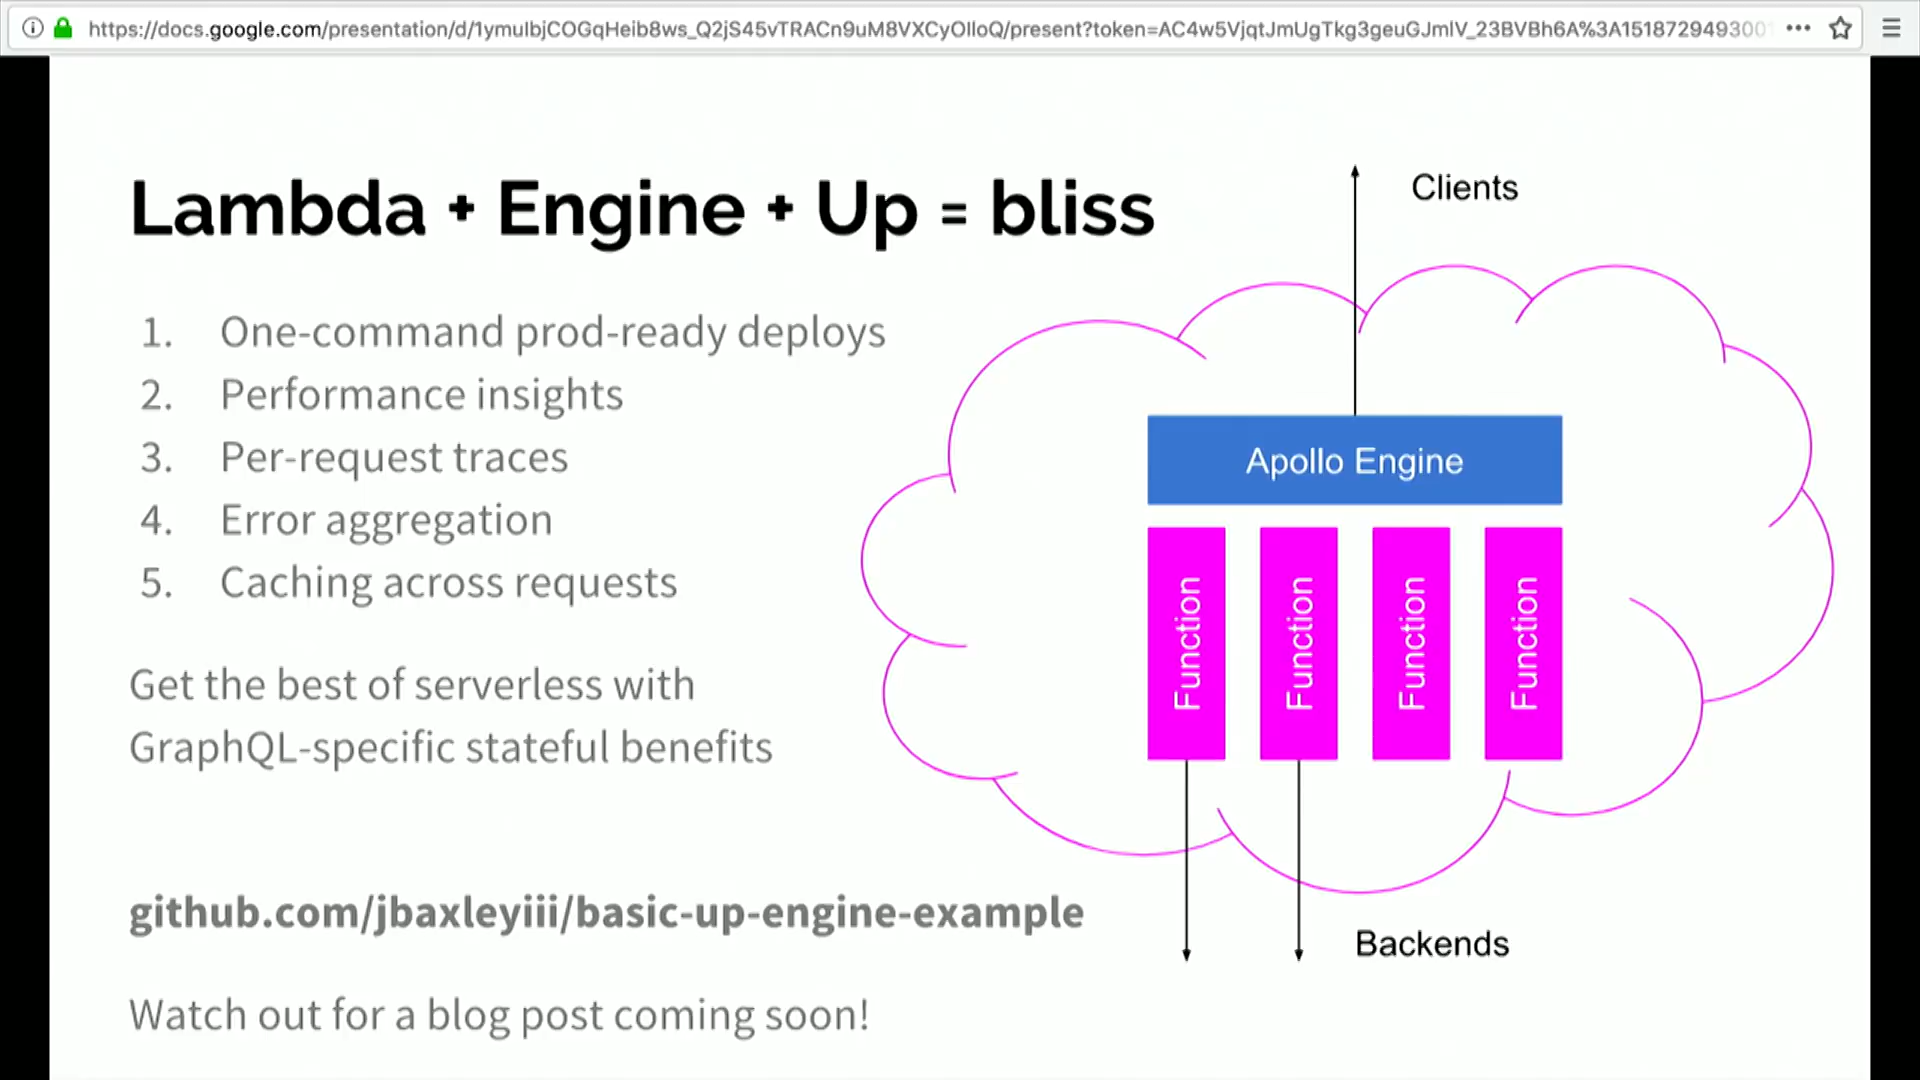 https://docs.google.com/presentation/d/1ymuIbjCOGqHeib8ws_Q2jS45vTRACn9uM8VXCyOIIoQ/present?token=AC4w5VjqtJmUgTkg3geuGJmlV_23BVBh6A%3A1518729493001
Lambda + Engine + Up = bliss
1. One-command prod-ready deploys
2. Performance insights
3. Per-request traces
4. Error aggregation
5. Caching across requests
Get the best of serverless with
GraphQL-specific stateful benefits
github.com/jbaxleyiii/basic-up-engine-example
Watch out for a blog post coming soon!
Clients
Apollo Engine
Function
Function
Function
Function
Backends